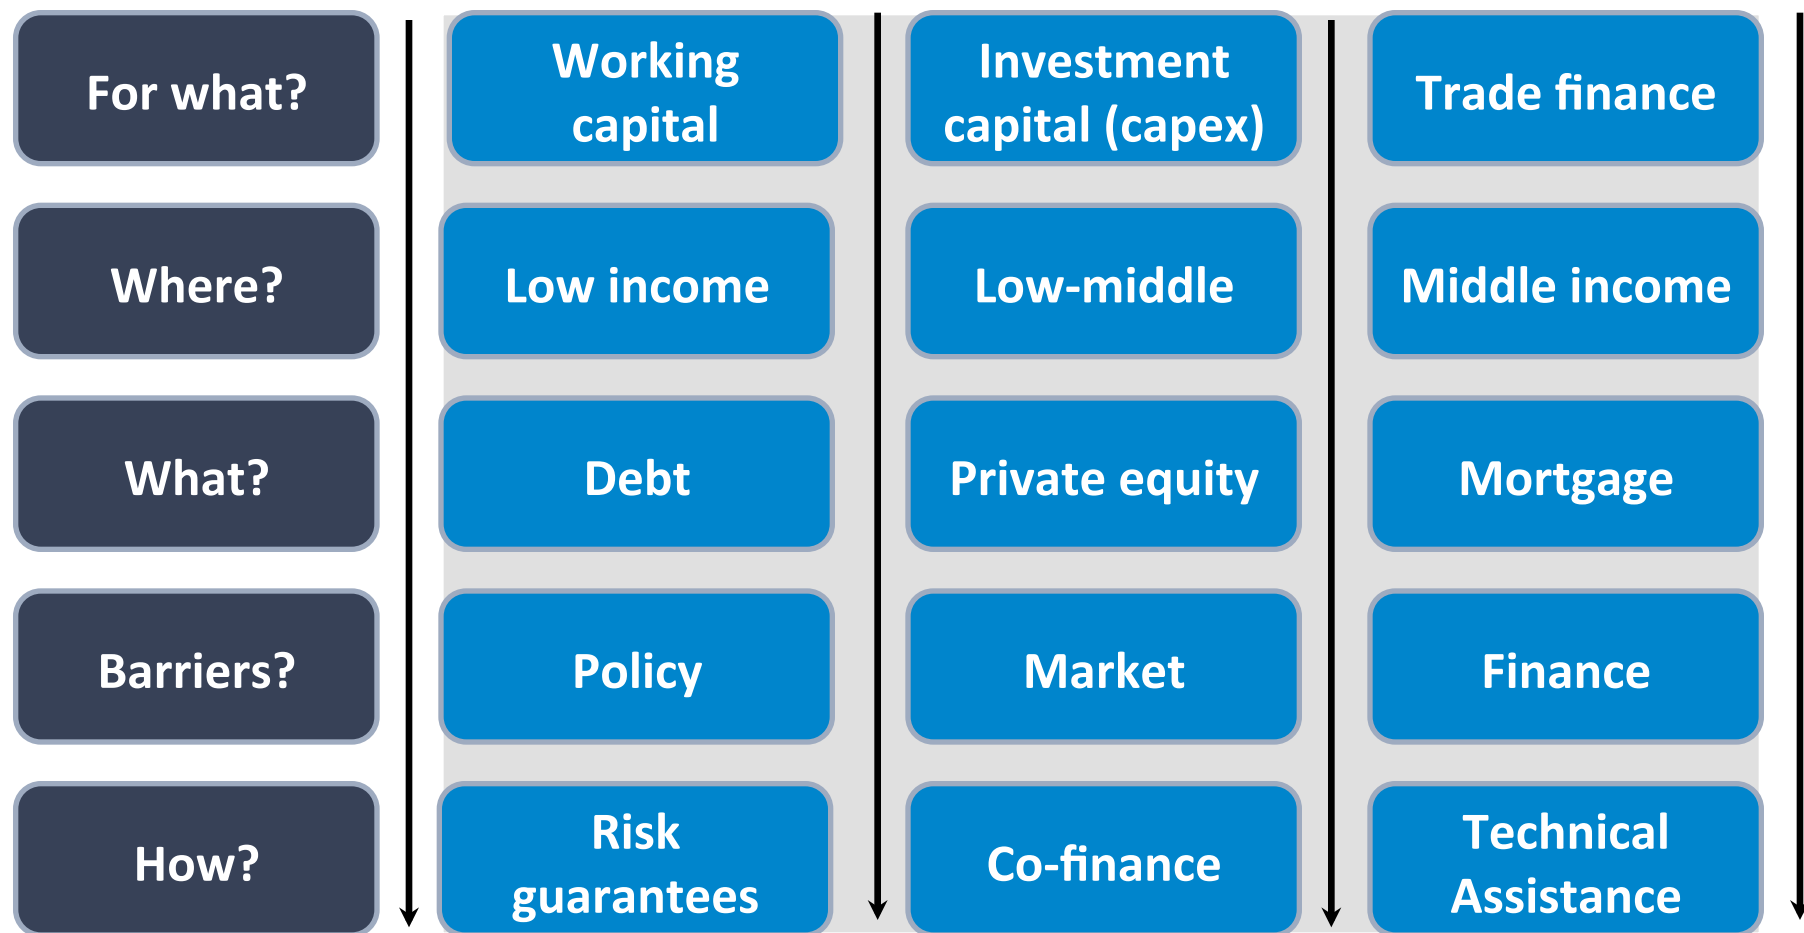 For what?
Working
capital
Investment
capital (capex)
Trade finance
Where?
Low income
Low-middle
Middle income
What?
Debt
Private equity
Mortgage
Barriers?
Policy
Market
Finance
How?
Risk
guarantees
Co-finance
Technical
Assistance